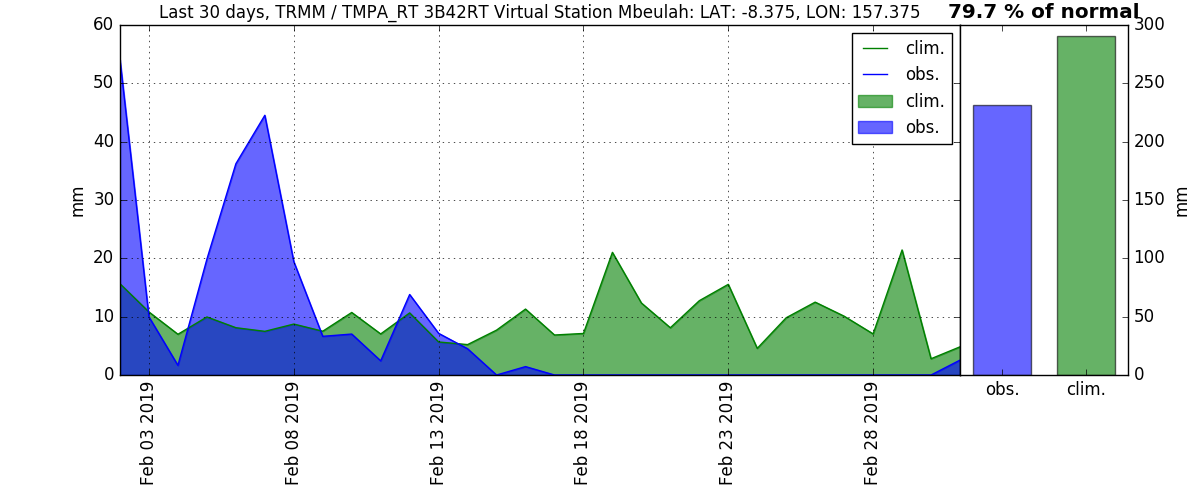 Last 30 days, TRMM / TMPA_RT 3B42RT Virtual Station Mbeulah: LAT: -8.375, LON: 157.375
79.7 % of normal
60
50
40
30
20
10
0
mm
clim.
obs.
clim.
obs.
300
250
200
150
100
50
0
mm
obs.
clim.
Feb 03 2019
Feb 08 2019
Feb 13 2019
Feb 18 2019
Feb 23 2019
Feb 28 2019